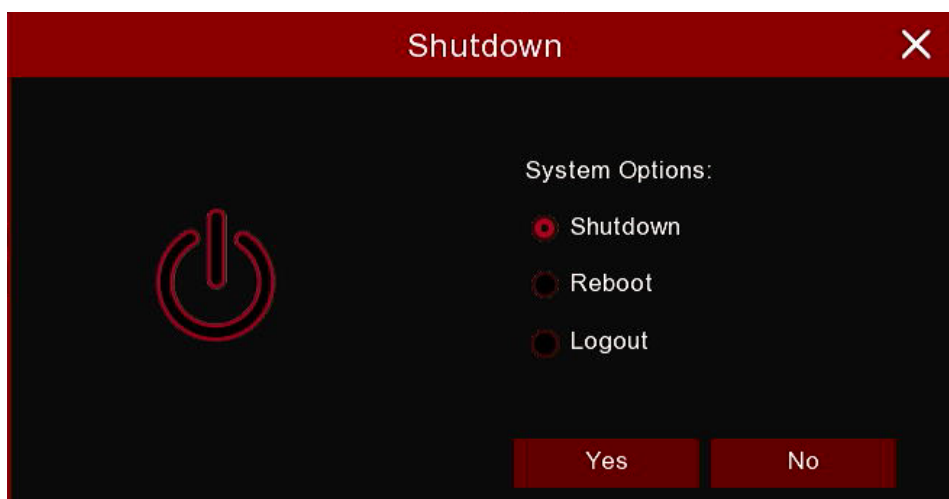 Shutdown
System Options:
Shutdown
Reboot
Logout
Yes No